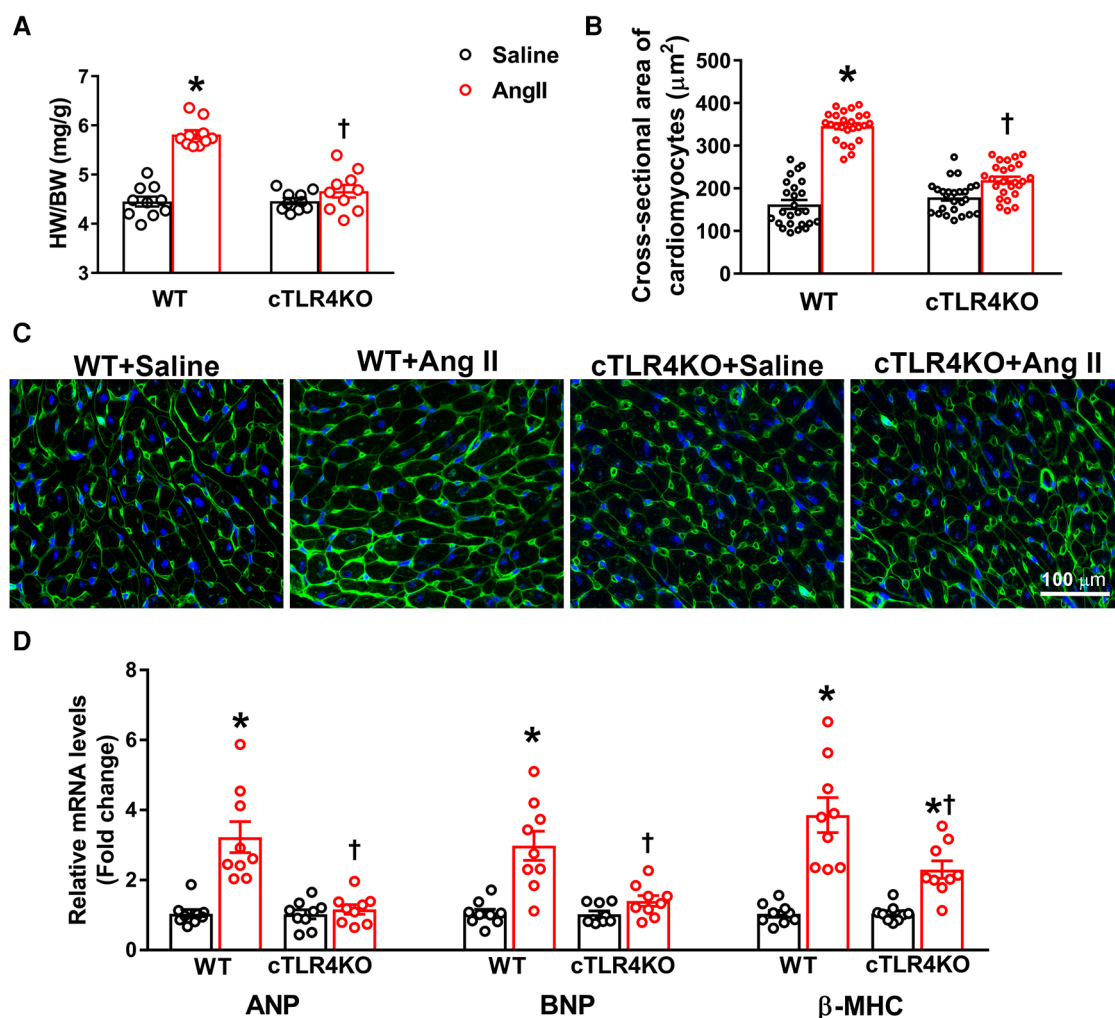 A
Saline
AngII
HW/BW (mg/g)
7
6
5
4
3
*
†
WT
cTLR4KO
B
Cross-sectional area of
cardiomyocytes (μm²)
500
400
300
200
100
0
*
†
WT
cTLR4KO
C
WT+Saline
WT+Ang II
cTLR4KO+Saline
cTLR4KO+Ang II
100 μm
D
Relative mRNA levels
(Fold change)
8
6
4
2
0
*
†
*
†
*
*†
WT
cTLR4KO
WT
cTLR4KO
WT
cTLR4KO
ANP
BNP
β-MHC